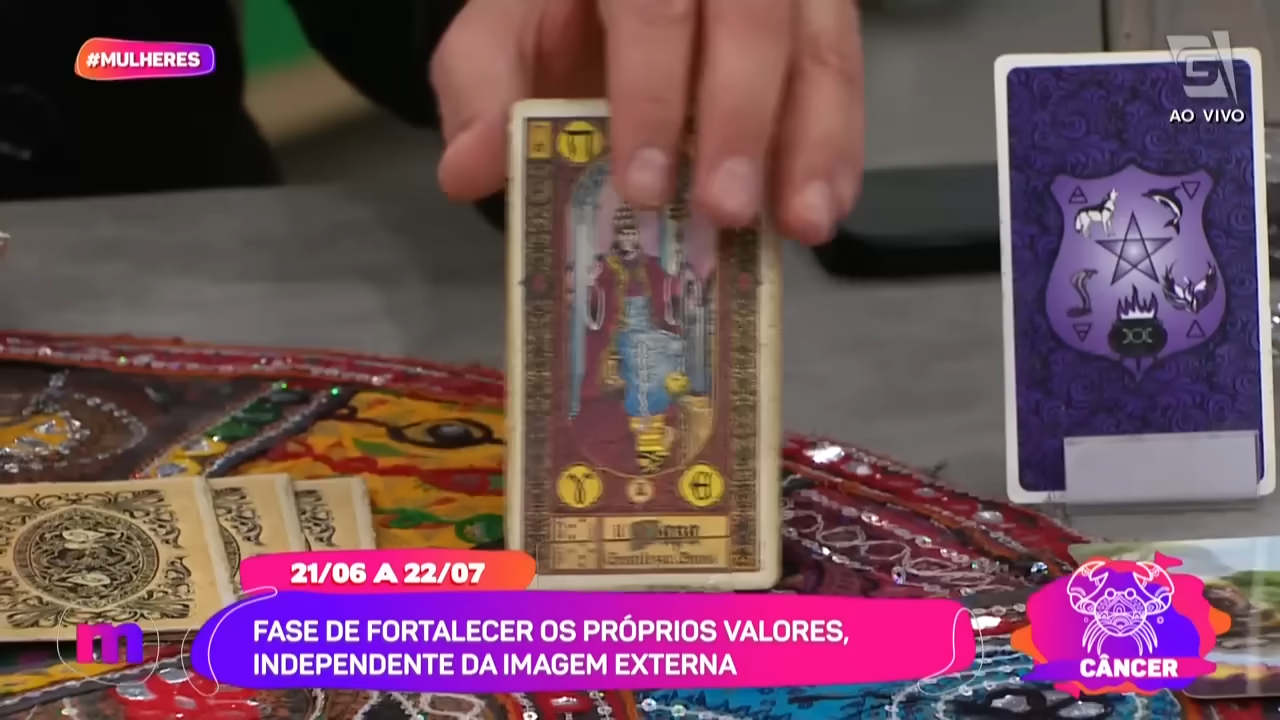 #MULHERES
AO VIVO
21/06 A 22/07
FASE DE FORTALECER OS PRÓPRIOS VALORES,
INDEPENDENTE DA IMAGEM EXTERNA
CÂNCER
m